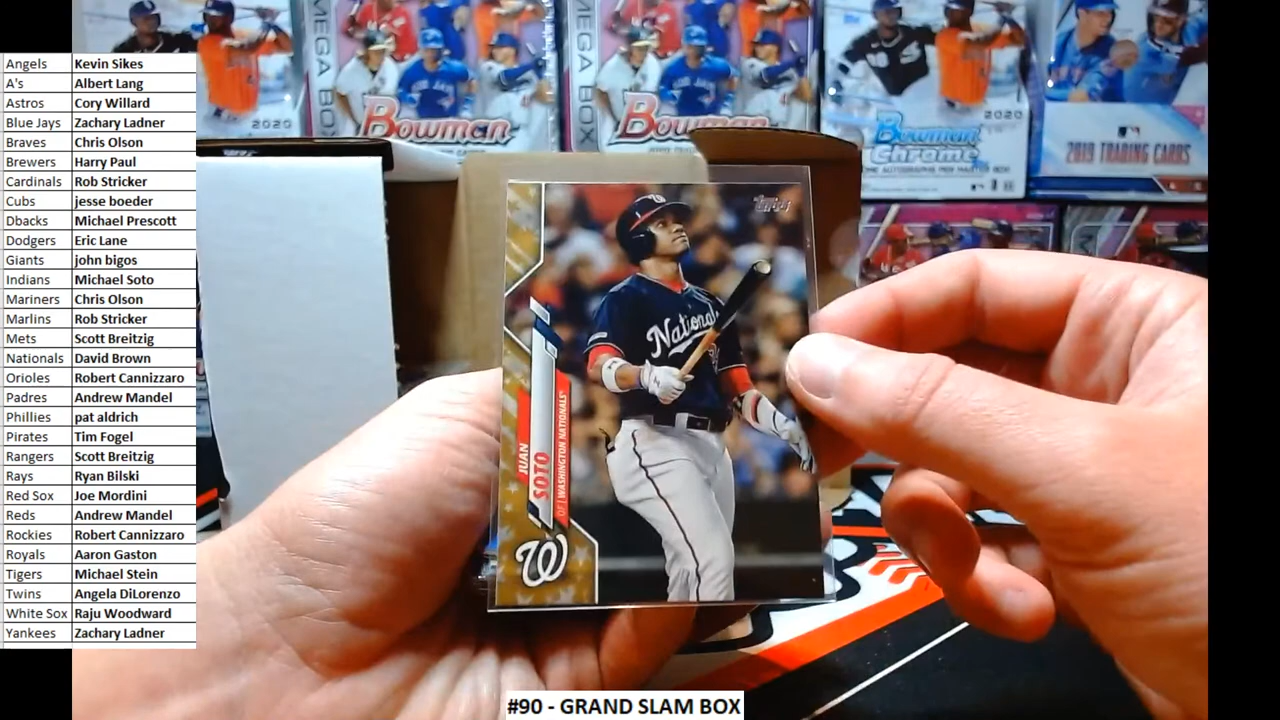 Angels Kevin Sikes
A's Albert Lang
Astros Cory Willard
Blue Jays Zachary Ladner
Braves Chris Olson
Brewers Harry Paul
Cardinals Rob Stricker
Cubs jesse boeder
Dbacks Michael Prescott
Dodgers Eric Lane
Giants john bigos
Indians Michael Soto
Mariners Chris Olson
Marlins Rob Stricker
Mets Scott Breitzig
Nationals David Brown
Orioles Robert Cannizzaro
Padres Andrew Mandel
Phillies pat aldrich
Pirates Tim Fogel
Rangers Scott Breitzig
Rays Ryan Bilski
Red Sox Joe Mordini
Reds Andrew Mandel
Rockies Robert Cannizzaro
Royals Aaron Gaston
Tigers Michael Stein
Twins Angela DiLorenzo
White Sox Raju Woodward
Yankees Zachary Ladner
2020
MEGA BOX
Bowman
MEGA BOX
Bowman
2020
Bowman
Chrome
2019 TRADING CARDS
Topps
Nationals
JUAN
SOTO
OF | WASHINGTON NATIONALS
W
#90 - GRAND SLAM BOX